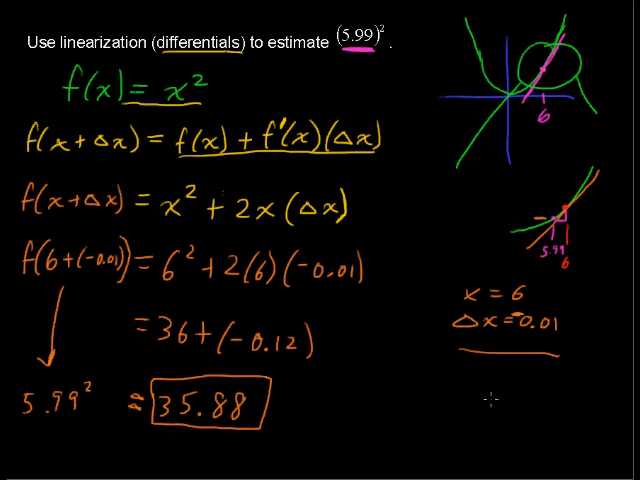 Use linearization (differentials) to estimate (5.99)².
f(x) = x²
f(x + Δx) = f(x) + f'(x)(Δx)
f(x+Δx) = x² + 2x(Δx)
f(6+(-0.01)) = 6² + 2(6)(-0.01)
= 36 + (-0.12)
5.99² ≈ 35.88
6
5.99
6
x = 6
Δx = -0.01